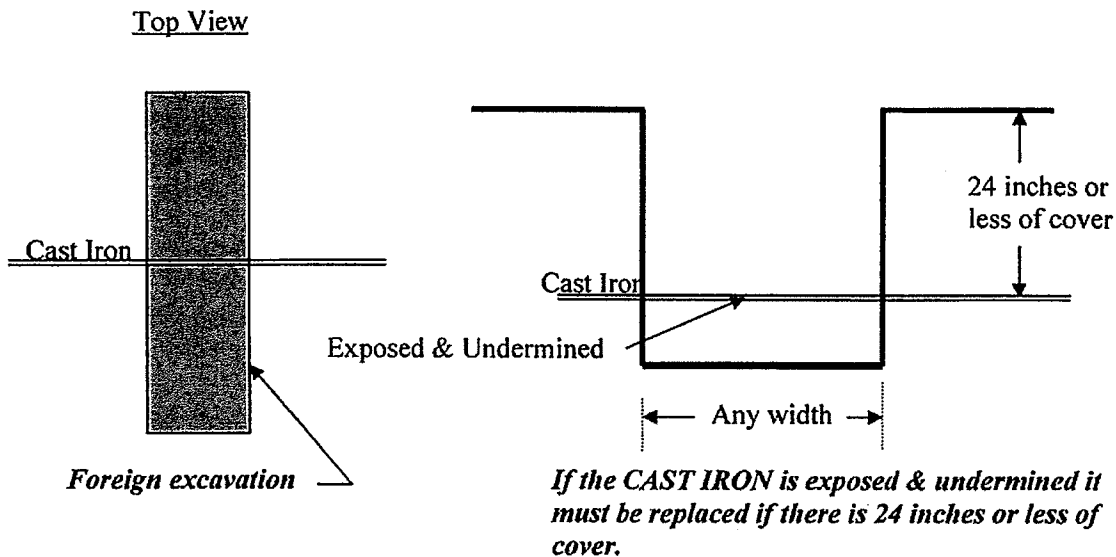 Top View
Cast Iron
Foreign excavation
24 inches or
less of cover
Cast Iron
Exposed & Undermined
Any width
If the CAST IRON is exposed & undermined it
must be replaced if there is 24 inches or less of
cover.